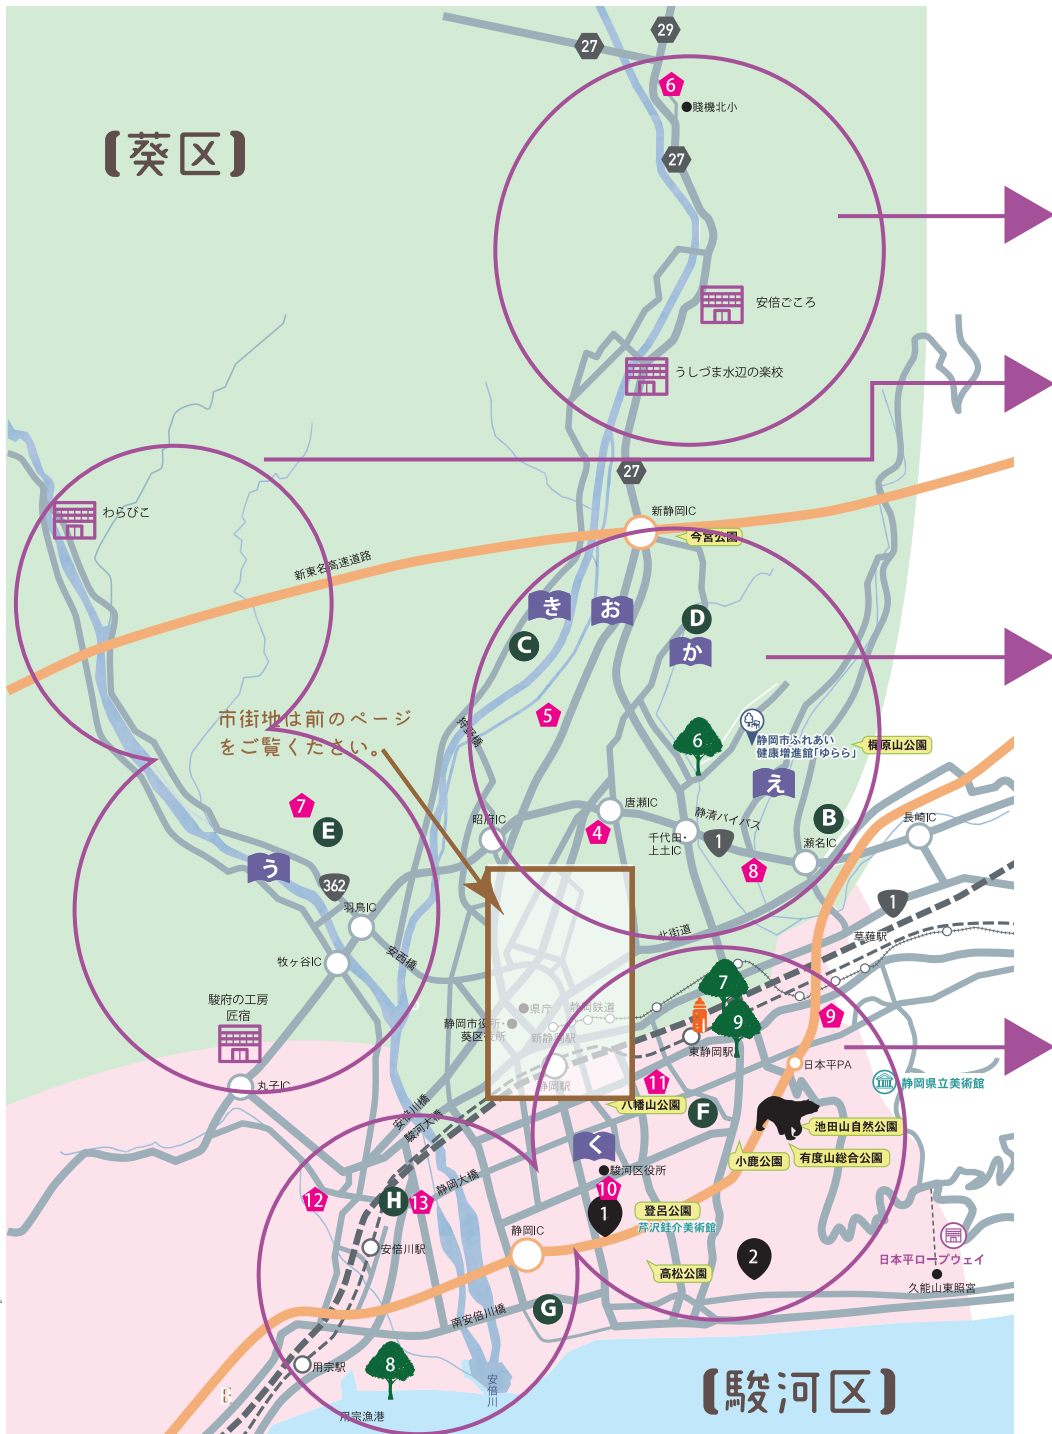 27
29
6
賤機北小
【葵区】
27
安倍ごころ
うしづま水辺の楽校
27
わらびこ
新静岡IC
今宮公園
新東名高速道路
き
お
C
D
か
市街地は前のページ
をご覧ください。
5
狩野橋
6
静岡市ふれあい
健康増進館「ゆらら」
梶原山公園
え
7
E
唐瀬IC
昭府IC
4
静清バイパス
千代田・
上土IC
1
B
瀬名IC
長崎IC
8
う
362
羽鳥IC
1
北街道
草薙駅
安西橋
牧ヶ谷IC
駿府の工房
匠宿
県庁
静岡鉄道
静岡市役所・
葵区役所
新静岡駅
7
9
9
東静岡駅
静岡駅
日本平PA
丸子IC
11
静岡県立美術館
八幡山公園
F
安倍川橋
駿河大橋
池田山自然公園
く
小鹿公園
有度山総合公園
駿河区役所
静岡大橋
12
H
13
10
1
登呂公園
芹沢銈介美術館
静岡IC
安倍川駅
2
日本平ロープウェイ
高松公園
久能山東照宮
G
南安倍川橋
用宗駅
8
安倍川
用宗漁港
【駿河区】